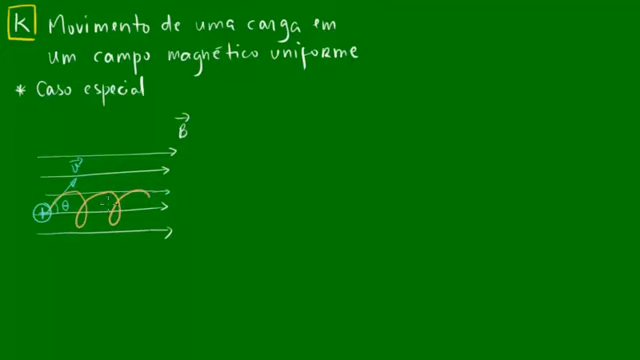 K Movimento de uma carga em
um campo magnético uniforme
* Caso especial
B
v
θ
+